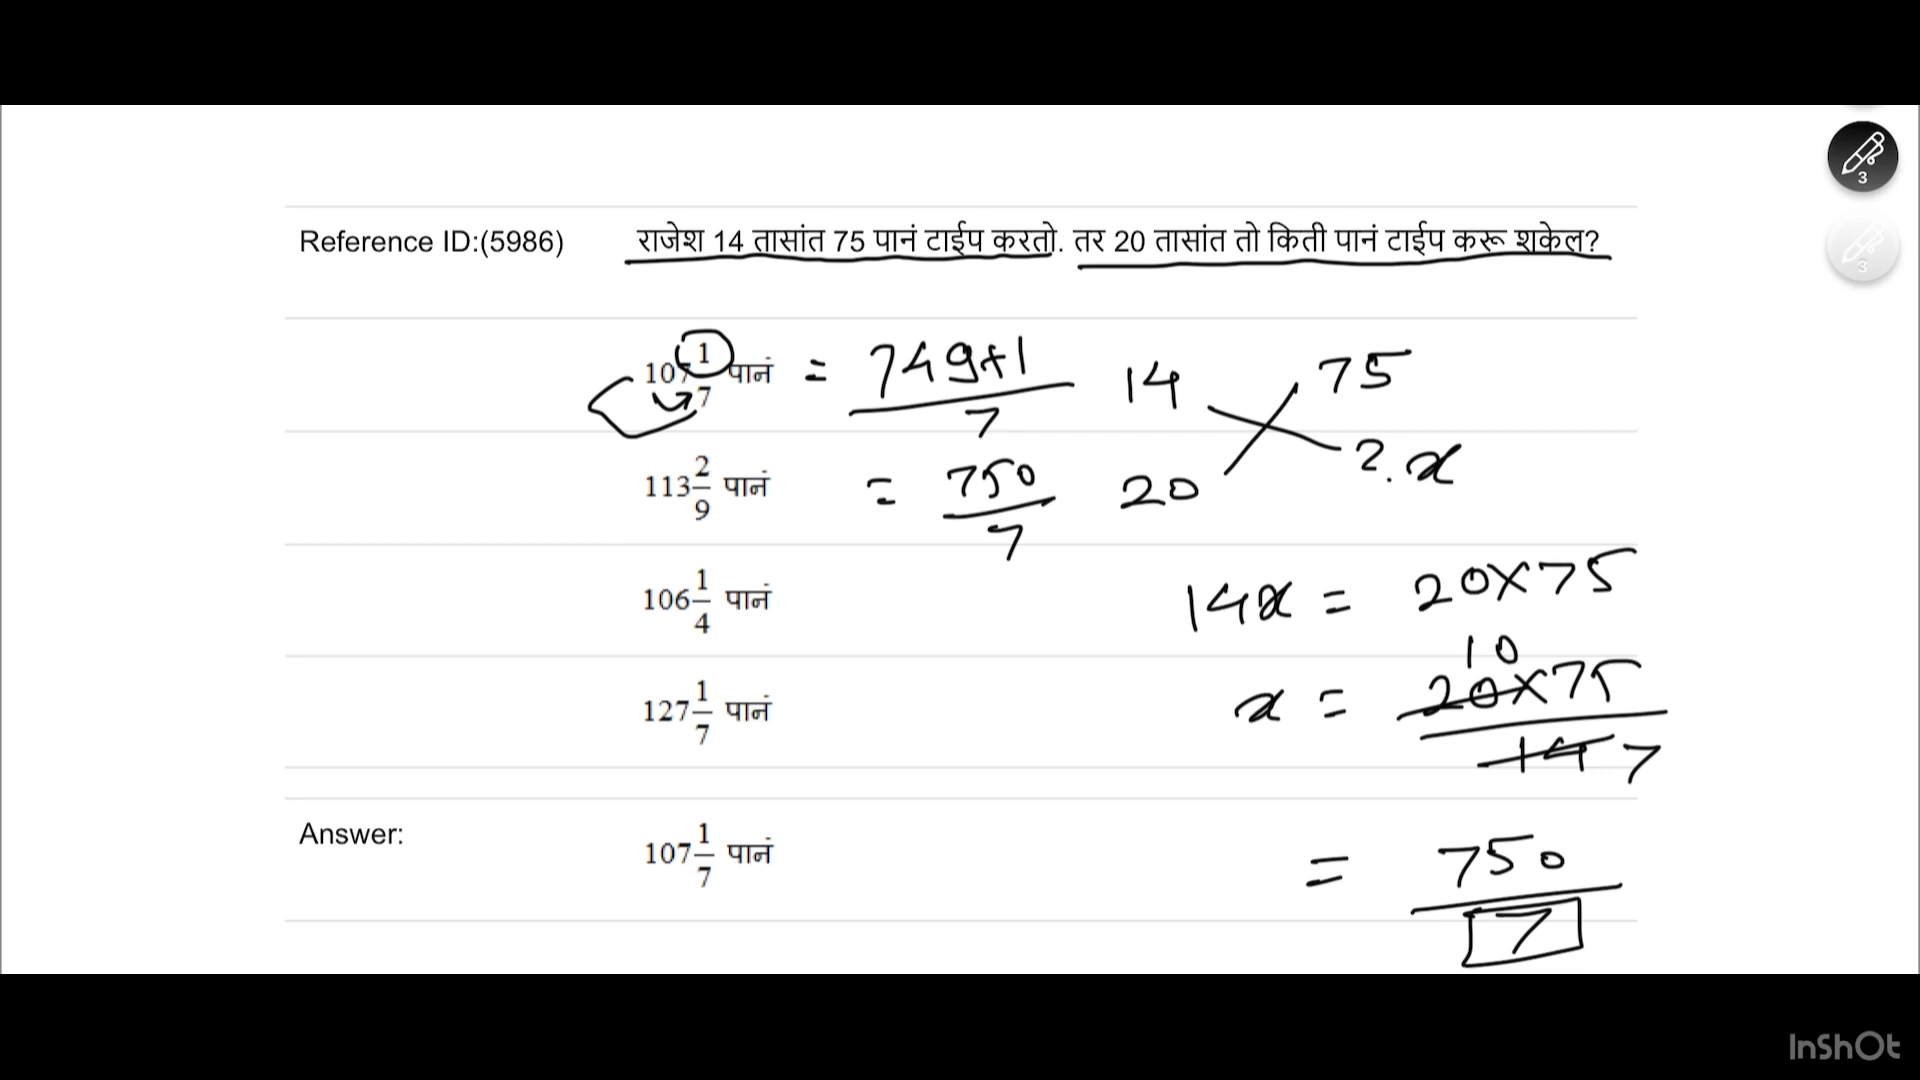 Reference ID:(5986) राजेश 14 तासांत 75 पानं टाईप करतो. तर 20 तासांत तो किती पानं टाईप करू शकेल?
107 1/7 पानं = 749+1/7
14 75
113 2/9 पानं = 750/7
20 ?. x
106 1/4 पानं
14x = 20×75
127 1/7 पानं
10
x = 20×75/14 7
Answer: 107 1/7 पानं
= 750/7
3
3
InShOt